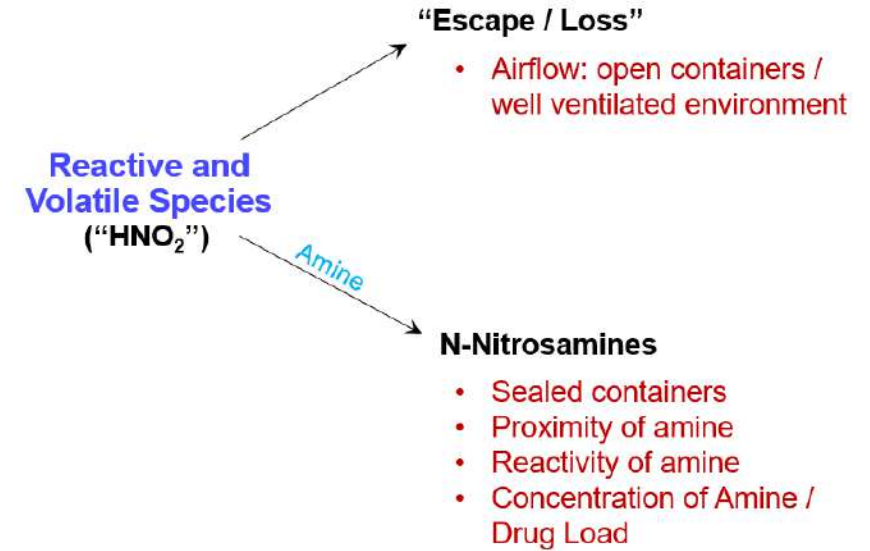 “Escape / Loss”
• Airflow: open containers /
well ventilated environment
Reactive and
Volatile Species
(“HNO₂”)
Amine
N-Nitrosamines
• Sealed containers
• Proximity of amine
• Reactivity of amine
• Concentration of Amine /
Drug Load